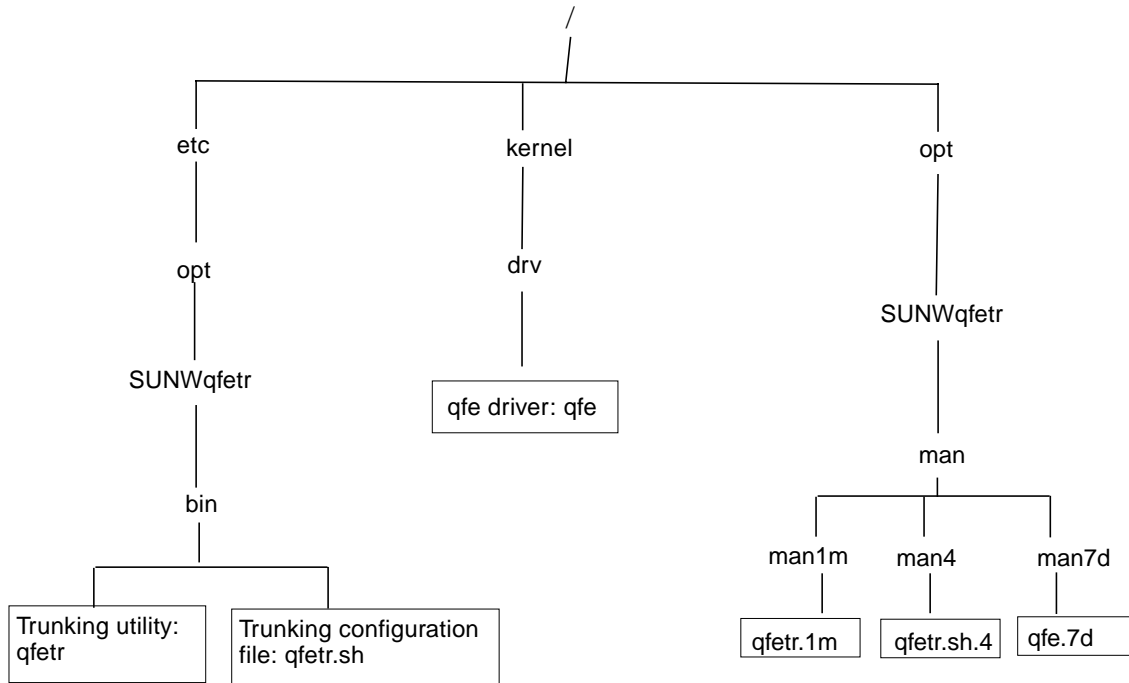 /
etc
kernel
opt
opt
drv
SUNWqfetr
SUNWqfetr
qfe driver: qfe
man
bin
man1m
man4
man7d
Trunking utility:
qfetr
Trunking configuration
file: qfetr.sh
qfetr.1m
qfetr.sh.4
qfe.7d